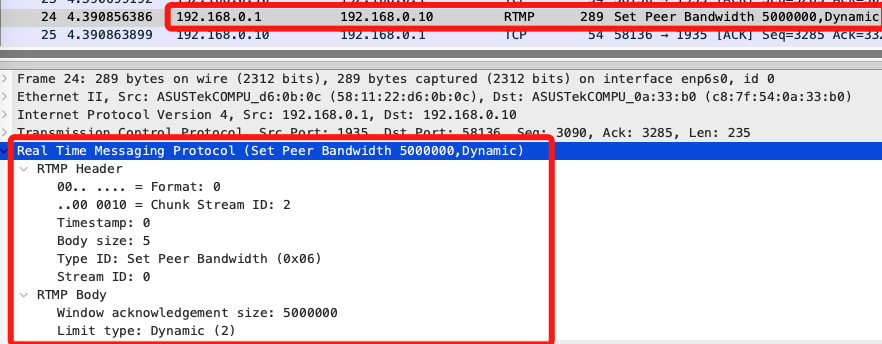 24 4.390856386 192.168.0.1 192.168.0.10 RTMP 289 Set Peer Bandwidth 5000000,Dynamic
25 4.390863899 192.168.0.10 192.168.0.1 TCP 54 58136 → 1935 [ACK] Seq=3285 Ack=332
Frame 24: 289 bytes on wire (2312 bits), 289 bytes captured (2312 bits) on interface enp6s0, id 0
Ethernet II, Src: ASUSTekCOMPU_d6:0b:0c (58:11:22:d6:0b:0c), Dst: ASUSTekCOMPU_0a:33:b0 (c8:7f:54:0a:33:b0)
Internet Protocol Version 4, Src: 192.168.0.1, Dst: 192.168.0.10
Transmission Control Protocol, Src Port: 1935, Dst Port: 58136, Seq: 3090, Ack: 3285, Len: 235
Real Time Messaging Protocol (Set Peer Bandwidth 5000000,Dynamic)
RTMP Header
00.. .... = Format: 0
..00 0010 = Chunk Stream ID: 2
Timestamp: 0
Body size: 5
Type ID: Set Peer Bandwidth (0x06)
Stream ID: 0
RTMP Body
Window acknowledgement size: 5000000
Limit type: Dynamic (2)